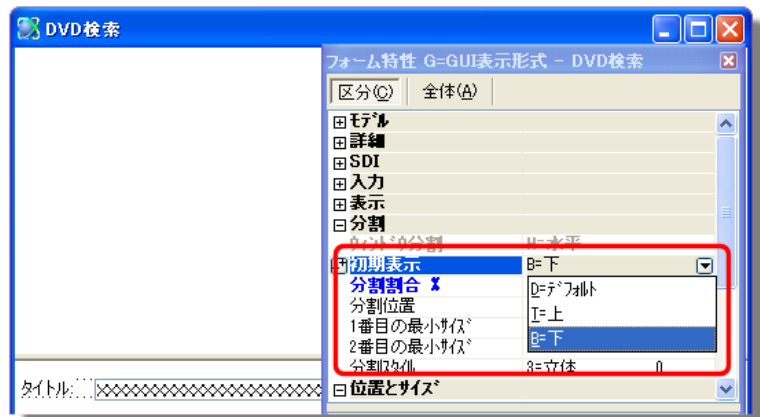 DVD検索
フォーム特性 G=GUI表示形式 - DVD検索
区分(C) 全体(A)
モデル
詳細
SDI
入力
表示
分割
ウィンドウ分割 H=水平
初期表示 B=下
分割割合 % D=デフォルト
分割位置 T=上
1番目の最小サイズ B=下
2番目の最小サイズ
分割スタイル 3=立体 0
タイトル: XXXXXXXXXXXXXXXXXXXX
位置とサイズ